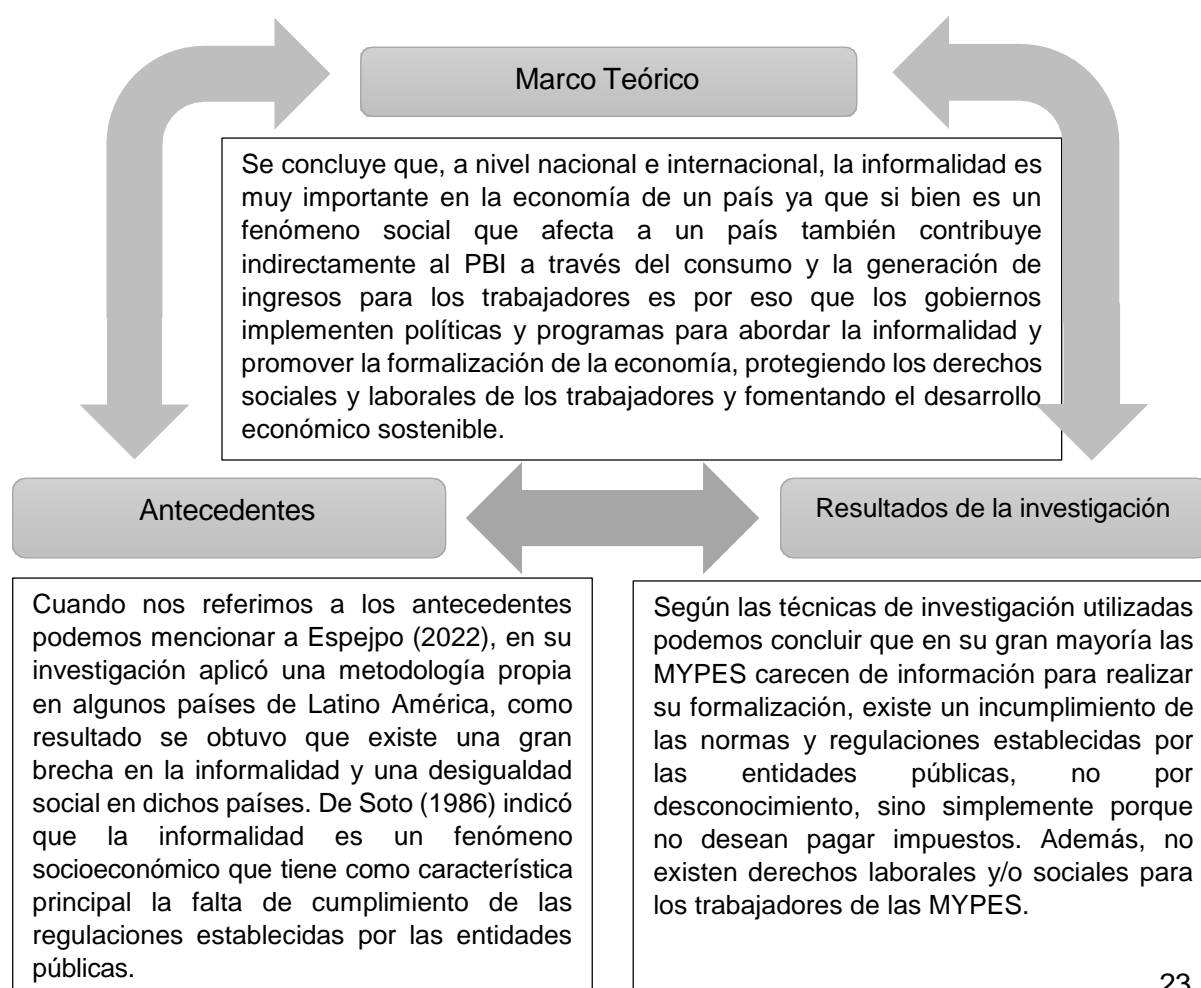 Marco Teórico
Se concluye que, a nivel nacional e internacional, la informalidad es
muy importante en la economía de un país ya que si bien es un
fenómeno social que afecta a un país también contribuye
indirectamente al PBI a través del consumo y la generación de
ingresos para los trabajadores es por eso que los gobiernos
implementen políticas y programas para abordar la informalidad y
promover la formalización de la economía, protegiendo los derechos
sociales y laborales de los trabajadores y fomentando el desarrollo
económico sostenible.
Antecedentes
Cuando nos referimos a los antecedentes
podemos mencionar a Espejpo (2022), en su
investigación aplicó una metodología propia
en algunos países de Latino América, como
resultado se obtuvo que existe una gran
brecha en la informalidad y una desigualdad
social en dichos países. De Soto (1986) indicó
que la informalidad es un fenómeno
socioeconómico que tiene como característica
principal la falta de cumplimiento de las
regulaciones establecidas por las entidades
públicas.
Resultados de la investigación
Según las técnicas de investigación utilizadas
podemos concluir que en su gran mayoría las
MYPES carecen de información para realizar
su formalización, existe un incumplimiento de
las normas y regulaciones establecidas por
las entidades públicas, no por
desconocimiento, sino simplemente porque
no desean pagar impuestos. Además, no
existen derechos laborales y/o sociales para
los trabajadores de las MYPES.
23